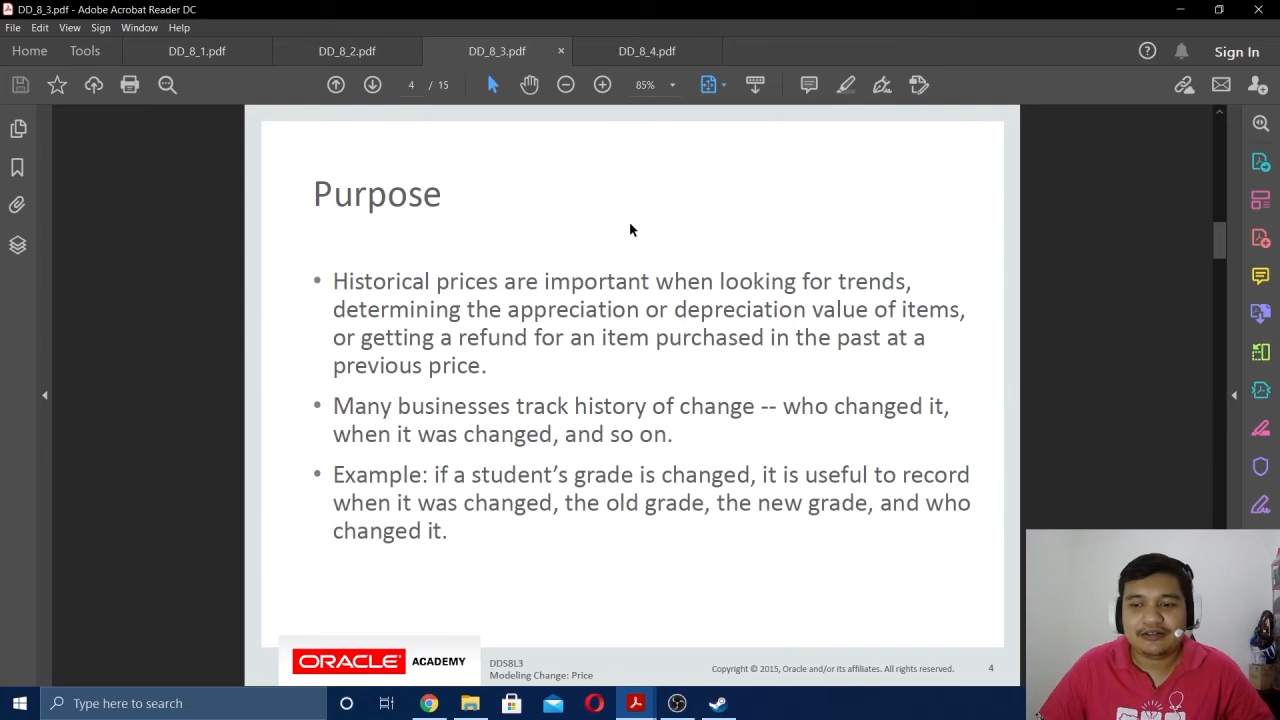 DD_8_3.pdf - Adobe Acrobat Reader DC
File Edit View Sign Window Help
Home Tools DD_8_1.pdf DD_8_2.pdf DD_8_3.pdf × DD_8_4.pdf Sign In
4 / 15 85%
Purpose
• Historical prices are important when looking for trends,
determining the appreciation or depreciation value of items,
or getting a refund for an item purchased in the past at a
previous price.
• Many businesses track history of change -- who changed it,
when it was changed, and so on.
• Example: if a student’s grade is changed, it is useful to record
when it was changed, the old grade, the new grade, and who
changed it.
ORACLE ACADEMY
DDS8L3
Modeling Change: Price
Copyright © 2015, Oracle and/or its affiliates. All rights reserved.
4
Type here to search